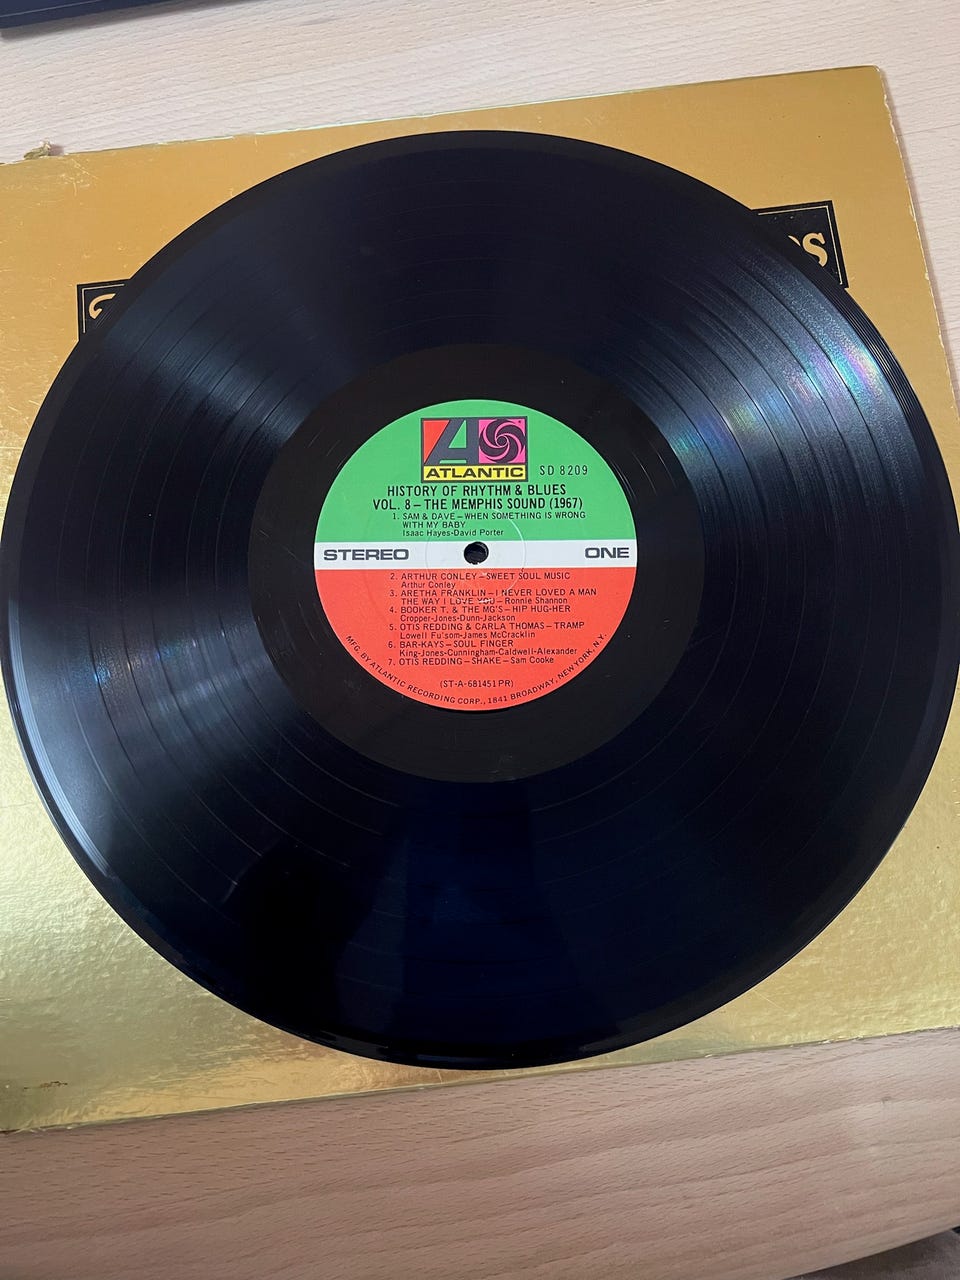 ATLANTIC
SD 8209
HISTORY OF RHYTHM & BLUES
VOL. 8 – THE MEMPHIS SOUND (1967)
1. SAM & DAVE – WHEN SOMETHING IS WRONG
WITH MY BABY
Isaac Hayes-David Porter
STEREO ONE
2. ARTHUR CONLEY – SWEET SOUL MUSIC
Arthur Conley
3. ARETHA FRANKLIN – I NEVER LOVED A MAN
THE WAY I LOVE YOU – Ronnie Shannon
4. BOOKER T. & THE MG'S – HIP HUG-HER
Cropper-Jones-Dunn-Jackson
5. OTIS REDDING & CARLA THOMAS – TRAMP
Lowell Fulsom-James McCracklin
6. BAR-KAYS – SOUL FINGER
King-Jones-Cunningham-Caldwell-Alexander
7. OTIS REDDING – SHAKE – Sam Cooke
(ST-A-681451 PR)
MFG. BY ATLANTIC RECORDING CORP., 1841 BROADWAY, NEW YORK, N.Y.